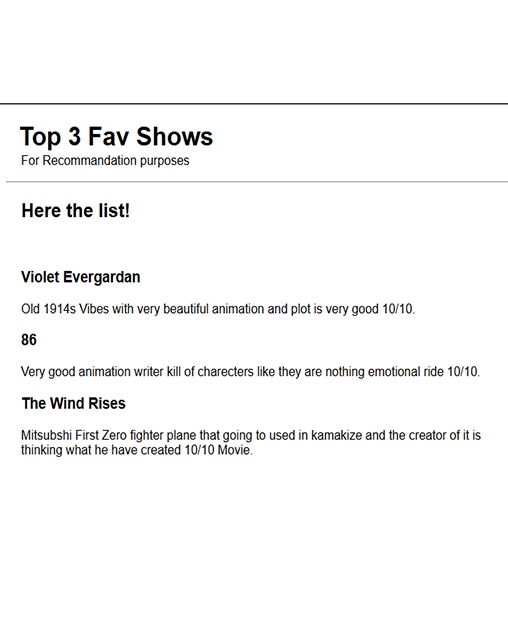 Top 3 Fav Shows
For Recommandation purposes
Here the list!
Violet Evergardan
Old 1914s Vibes with very beautiful animation and plot is very good 10/10.
86
Very good animation writer kill of charecters like they are nothing emotional ride 10/10.
The Wind Rises
Mitsubshi First Zero fighter plane that going to used in kamakize and the creator of it is
thinking what he have created 10/10 Movie.